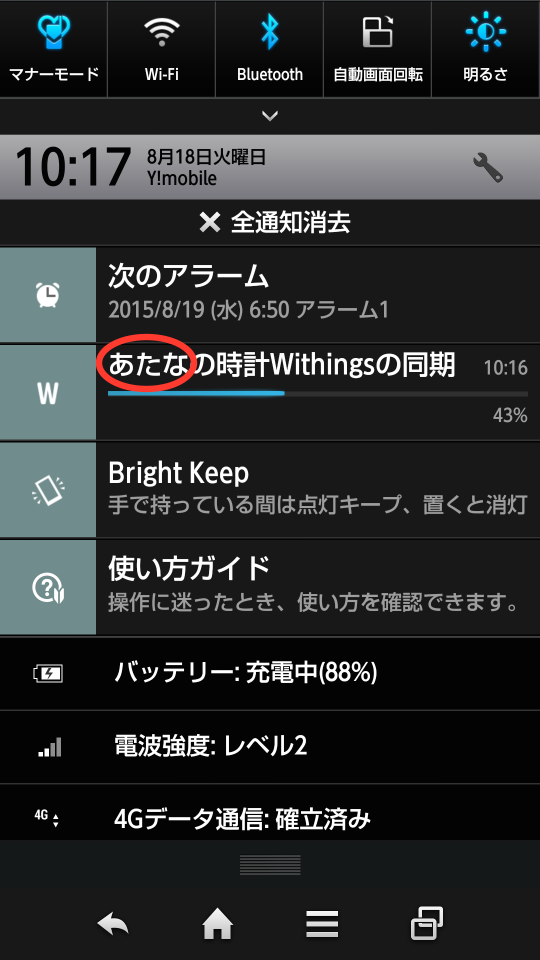 マナーモード
Wi-Fi
Bluetooth
自動画面回転
明るさ
10:17
8月18日火曜日
Y!mobile
全通知消去
次のアラーム
2015/8/19 (水) 6:50 アラーム1
W
あたなの時計Withingsの同期
10:16
43%
Bright Keep
手で持っている間は点灯キープ、置くと消灯
使い方ガイド
操作に迷ったとき、使い方を確認できます。
バッテリー: 充電中(88%)
電波強度: レベル2
4G
4Gデータ通信: 確立済み